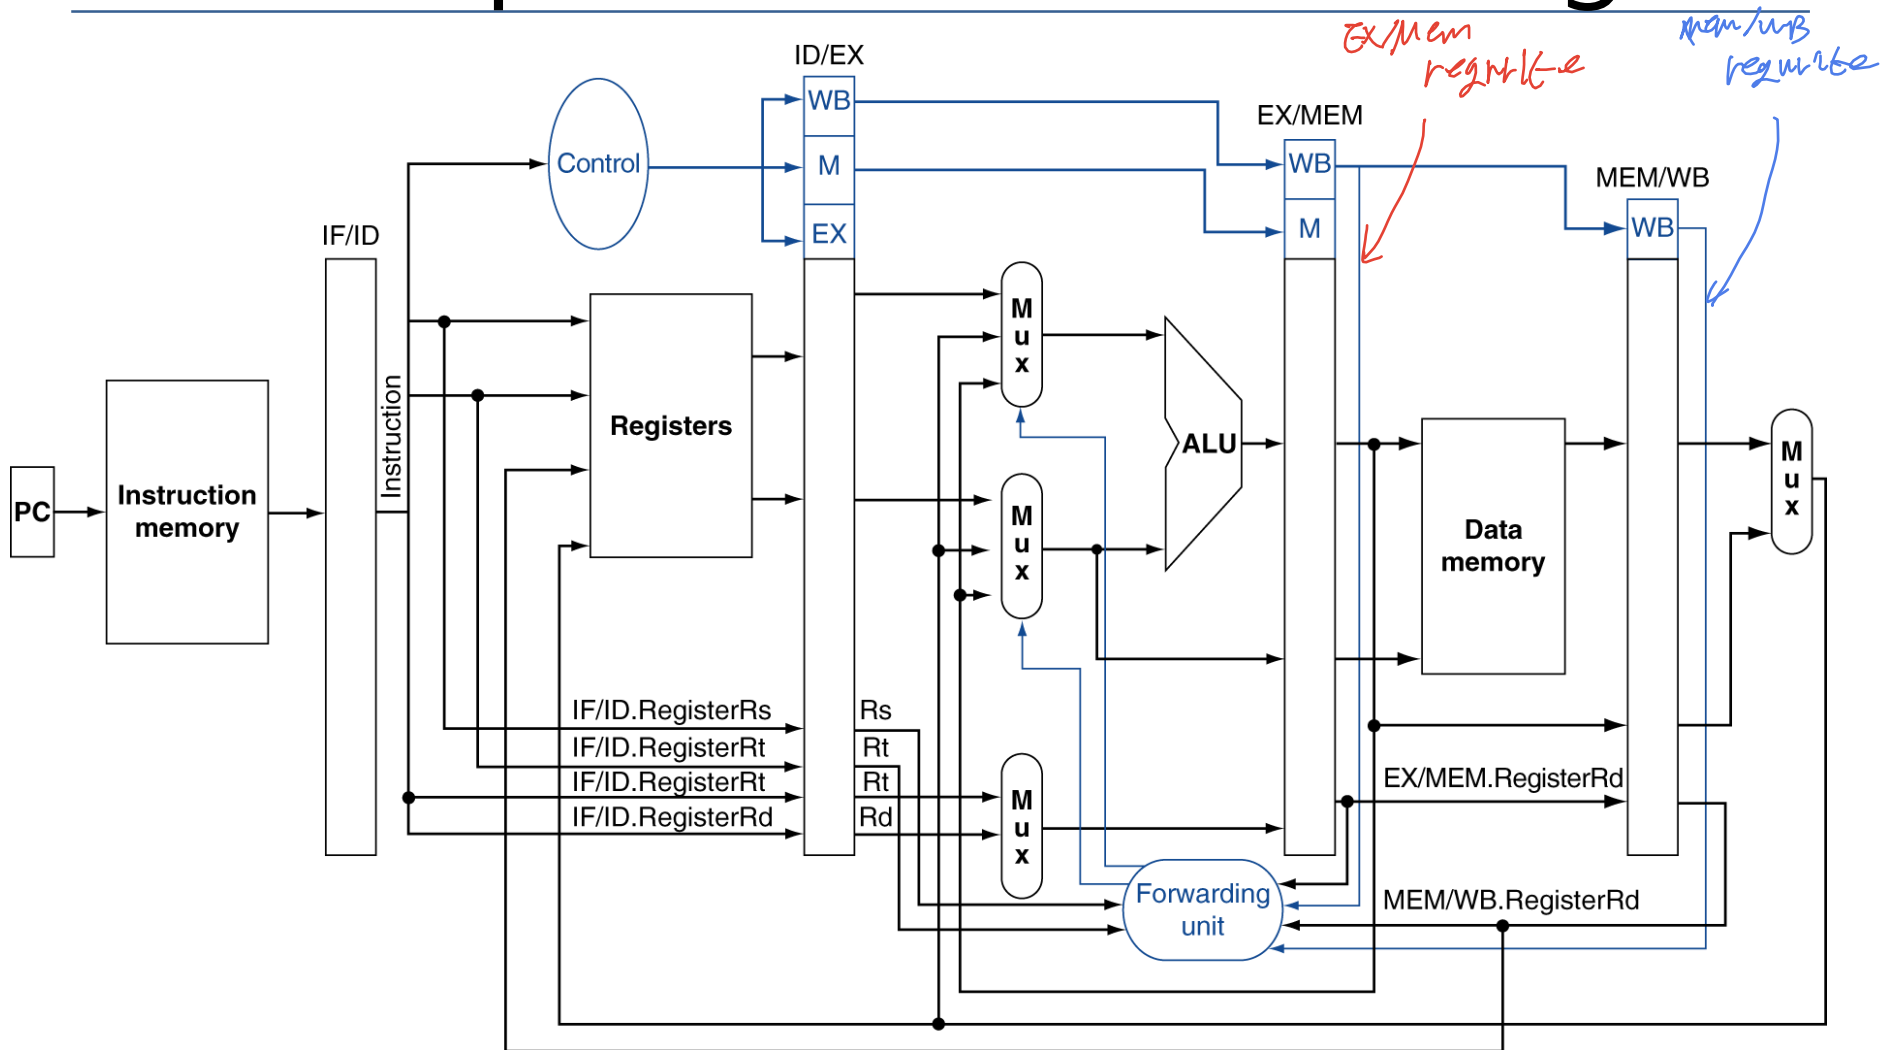 ID/EX
EX/Mem
mem/WB
WB
EX/MEM
Control
M
WB
MEM/WB
IF/ID
EX
M
WB
M
u
x
Instruction
Registers
ALU
M
u
x
PC
Instruction
memory
M
u
x
Data
memory
IF/ID.RegisterRs
Rs
IF/ID.RegisterRt
Rt
IF/ID.RegisterRt
Rt
EX/MEM.RegisterRd
IF/ID.RegisterRd
Rd
M
u
x
Forwarding
unit
MEM/WB.RegisterRd